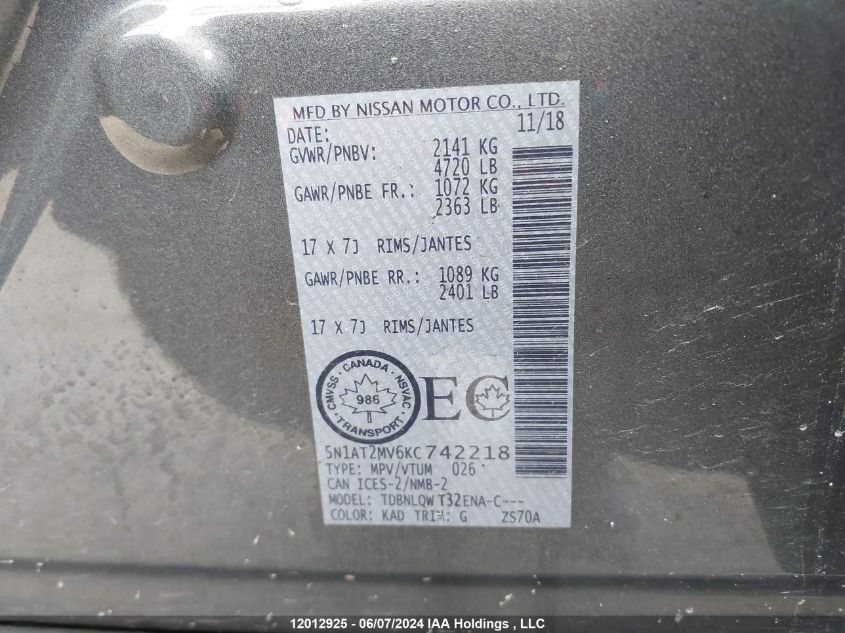 MFD BY NISSAN MOTOR CO., LTD.
DATE: 11/18
GVWR/PNBV: 2141 KG
4720 LB
GAWR/PNBE FR.: 1072 KG
2363 LB
17 X 7J RIMS/JANTES
GAWR/PNBE RR.: 1089 KG
2401 LB
17 X 7J RIMS/JANTES
CMVSS · CANADA · NSVAC
986
· TRANSPORT ·
EC
5N1AT2MV6KC742218
TYPE: MPV/VTUM 026
CAN ICES-2/NMB-2
MODEL: TDBNLQW T32ENA-C---
COLOR: KAD TRIM: G ZS70A
12012925 - 06/07/2024 IAA Holdings , LLC